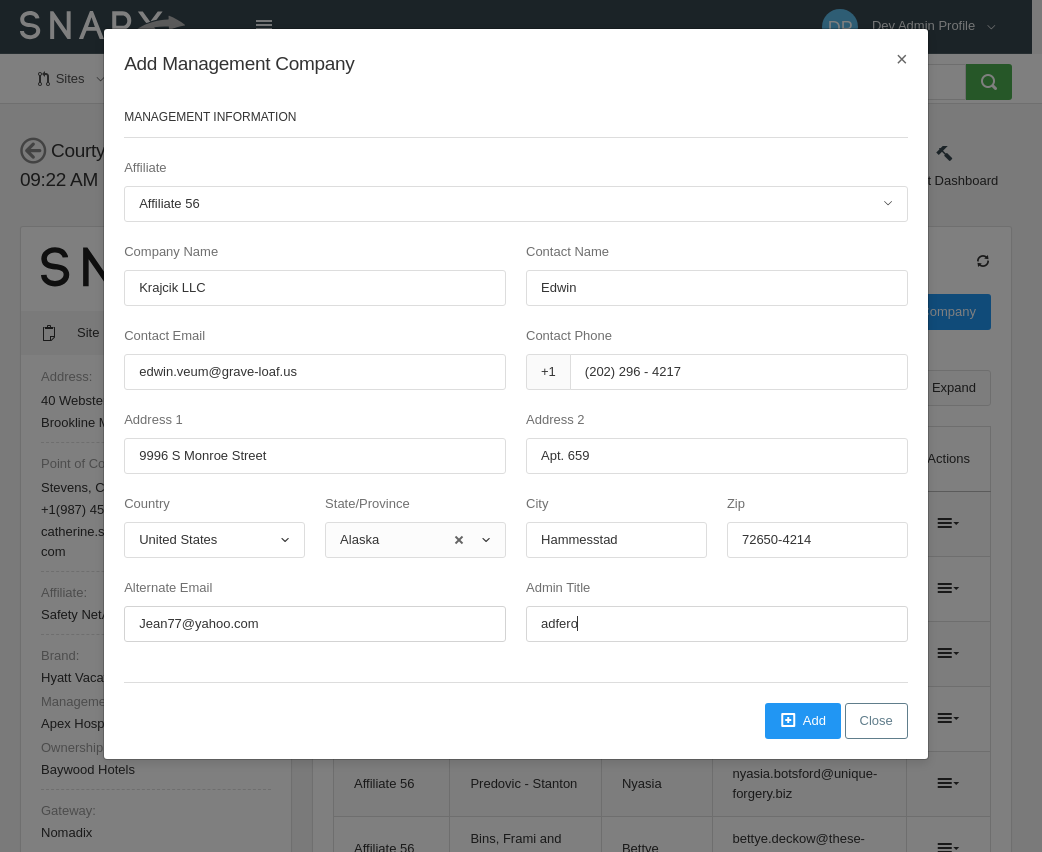 SNAPX
DP
Dev Admin Profile
Sites
Add Management Company
×
MANAGEMENT INFORMATION
Courty
09:22 AM
t Dashboard
Affiliate
Affiliate 56
Company Name
Contact Name
Krajcik LLC
Edwin
SN
Company
Contact Email
Contact Phone
Site
edwin.veum@grave-loaf.us
+1
(202) 296 - 4217
Address:
Expand
40 Webste
Brookline M
Address 1
Address 2
9996 S Monroe Street
Apt. 659
Actions
Point of Co
Stevens, C
+1(987) 45
catherine.s
com
Country
State/Province
City
Zip
United States
Alaska
Hammesstad
72650-4214
Affiliate:
Safety Net
Alternate Email
Admin Title
Jean77@yahoo.com
adfero
Brand:
Hyatt Vaca
Manageme
Apex Hosp
Ownership
Baywood Hotels
Add
Close
Affiliate 56
Predovic - Stanton
Nyasia
nyasia.botsford@unique-
forgery.biz
Gateway:
Nomadix
Affiliate 56
Bins, Frami and
Bettye
bettye.deckow@these-